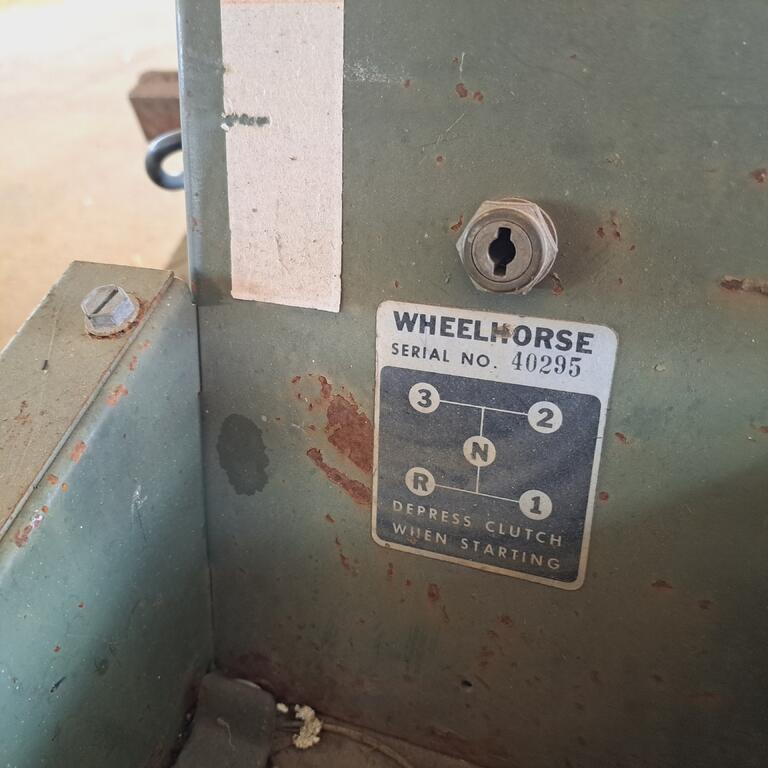 WHEELHORSE
SERIAL NO. 40295
3 2
N
R 1
DEPRESS CLUTCH
WHEN STARTING